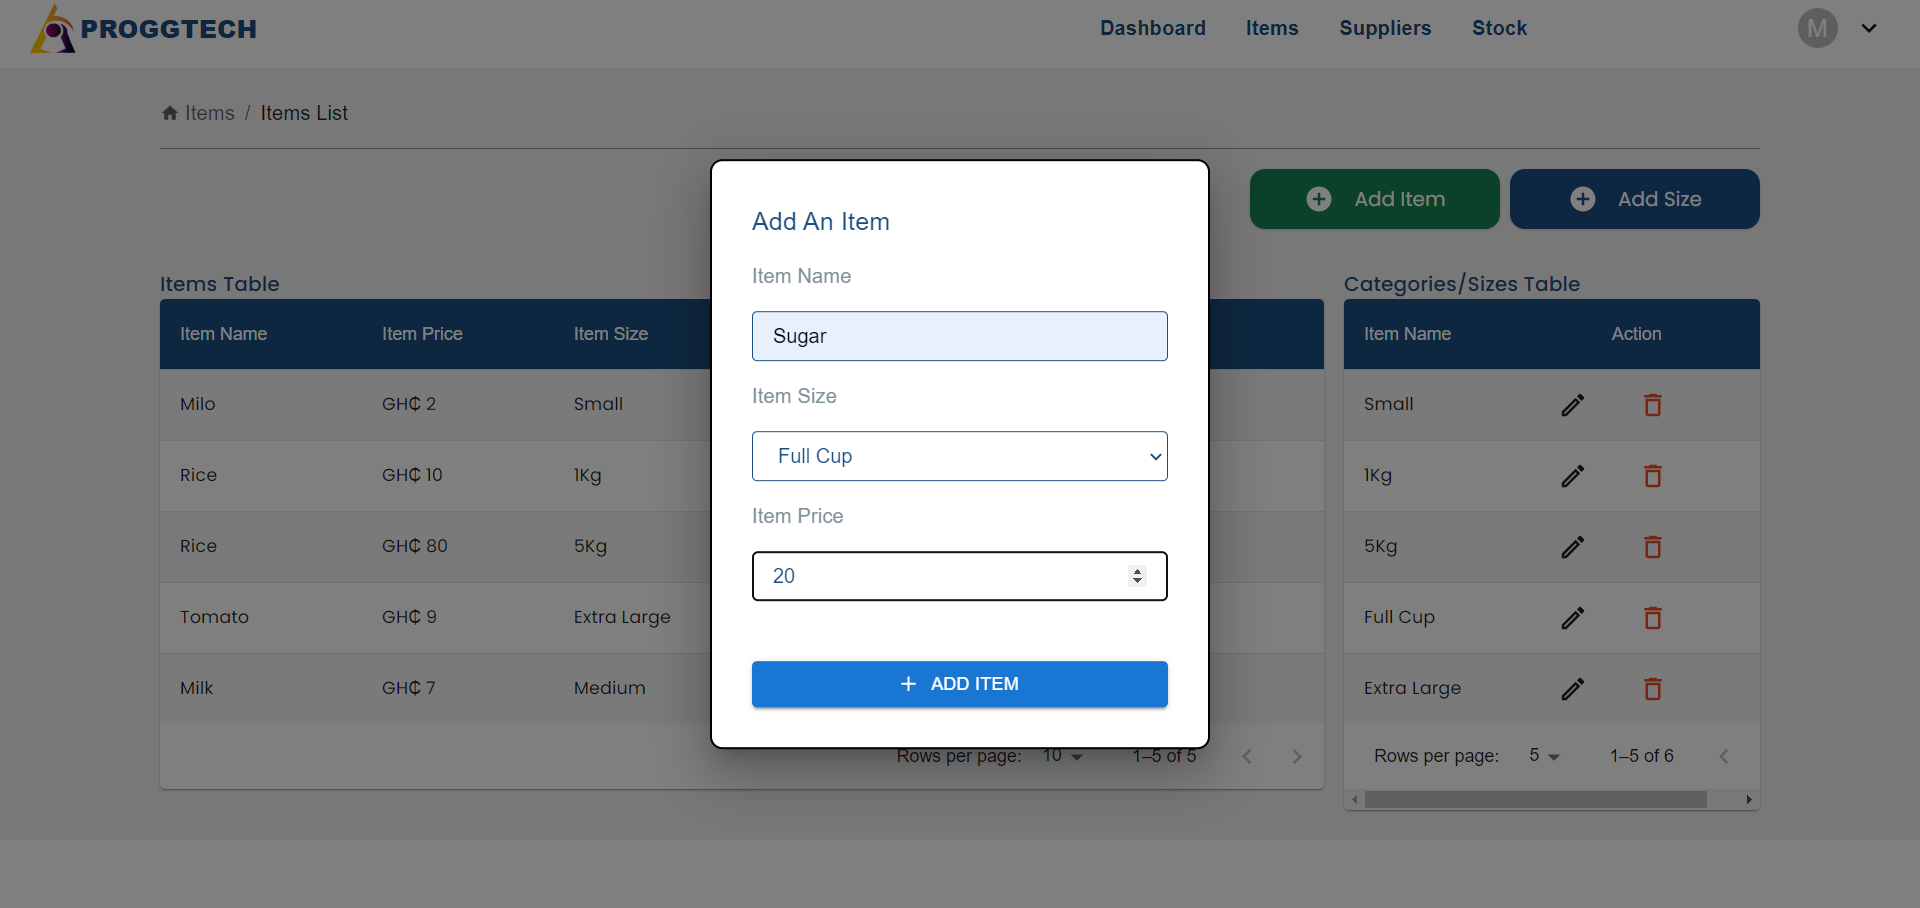 PROGGTECH
Dashboard Items Suppliers Stock M
Items / Items List
Add Item Add Size
Add An Item
Item Name
Sugar
Item Size
Full Cup
Item Price
20
ADD ITEM
Items Table
Item Name Item Price Item Size
Milo GH₵ 2 Small
Rice GH₵ 10 1Kg
Rice GH₵ 80 5Kg
Tomato GH₵ 9 Extra Large
Milk GH₵ 7 Medium
Rows per page: 10 1–5 of 5
Categories/Sizes Table
Item Name Action
Small
1Kg
5Kg
Full Cup
Extra Large
Rows per page: 5 1–5 of 6